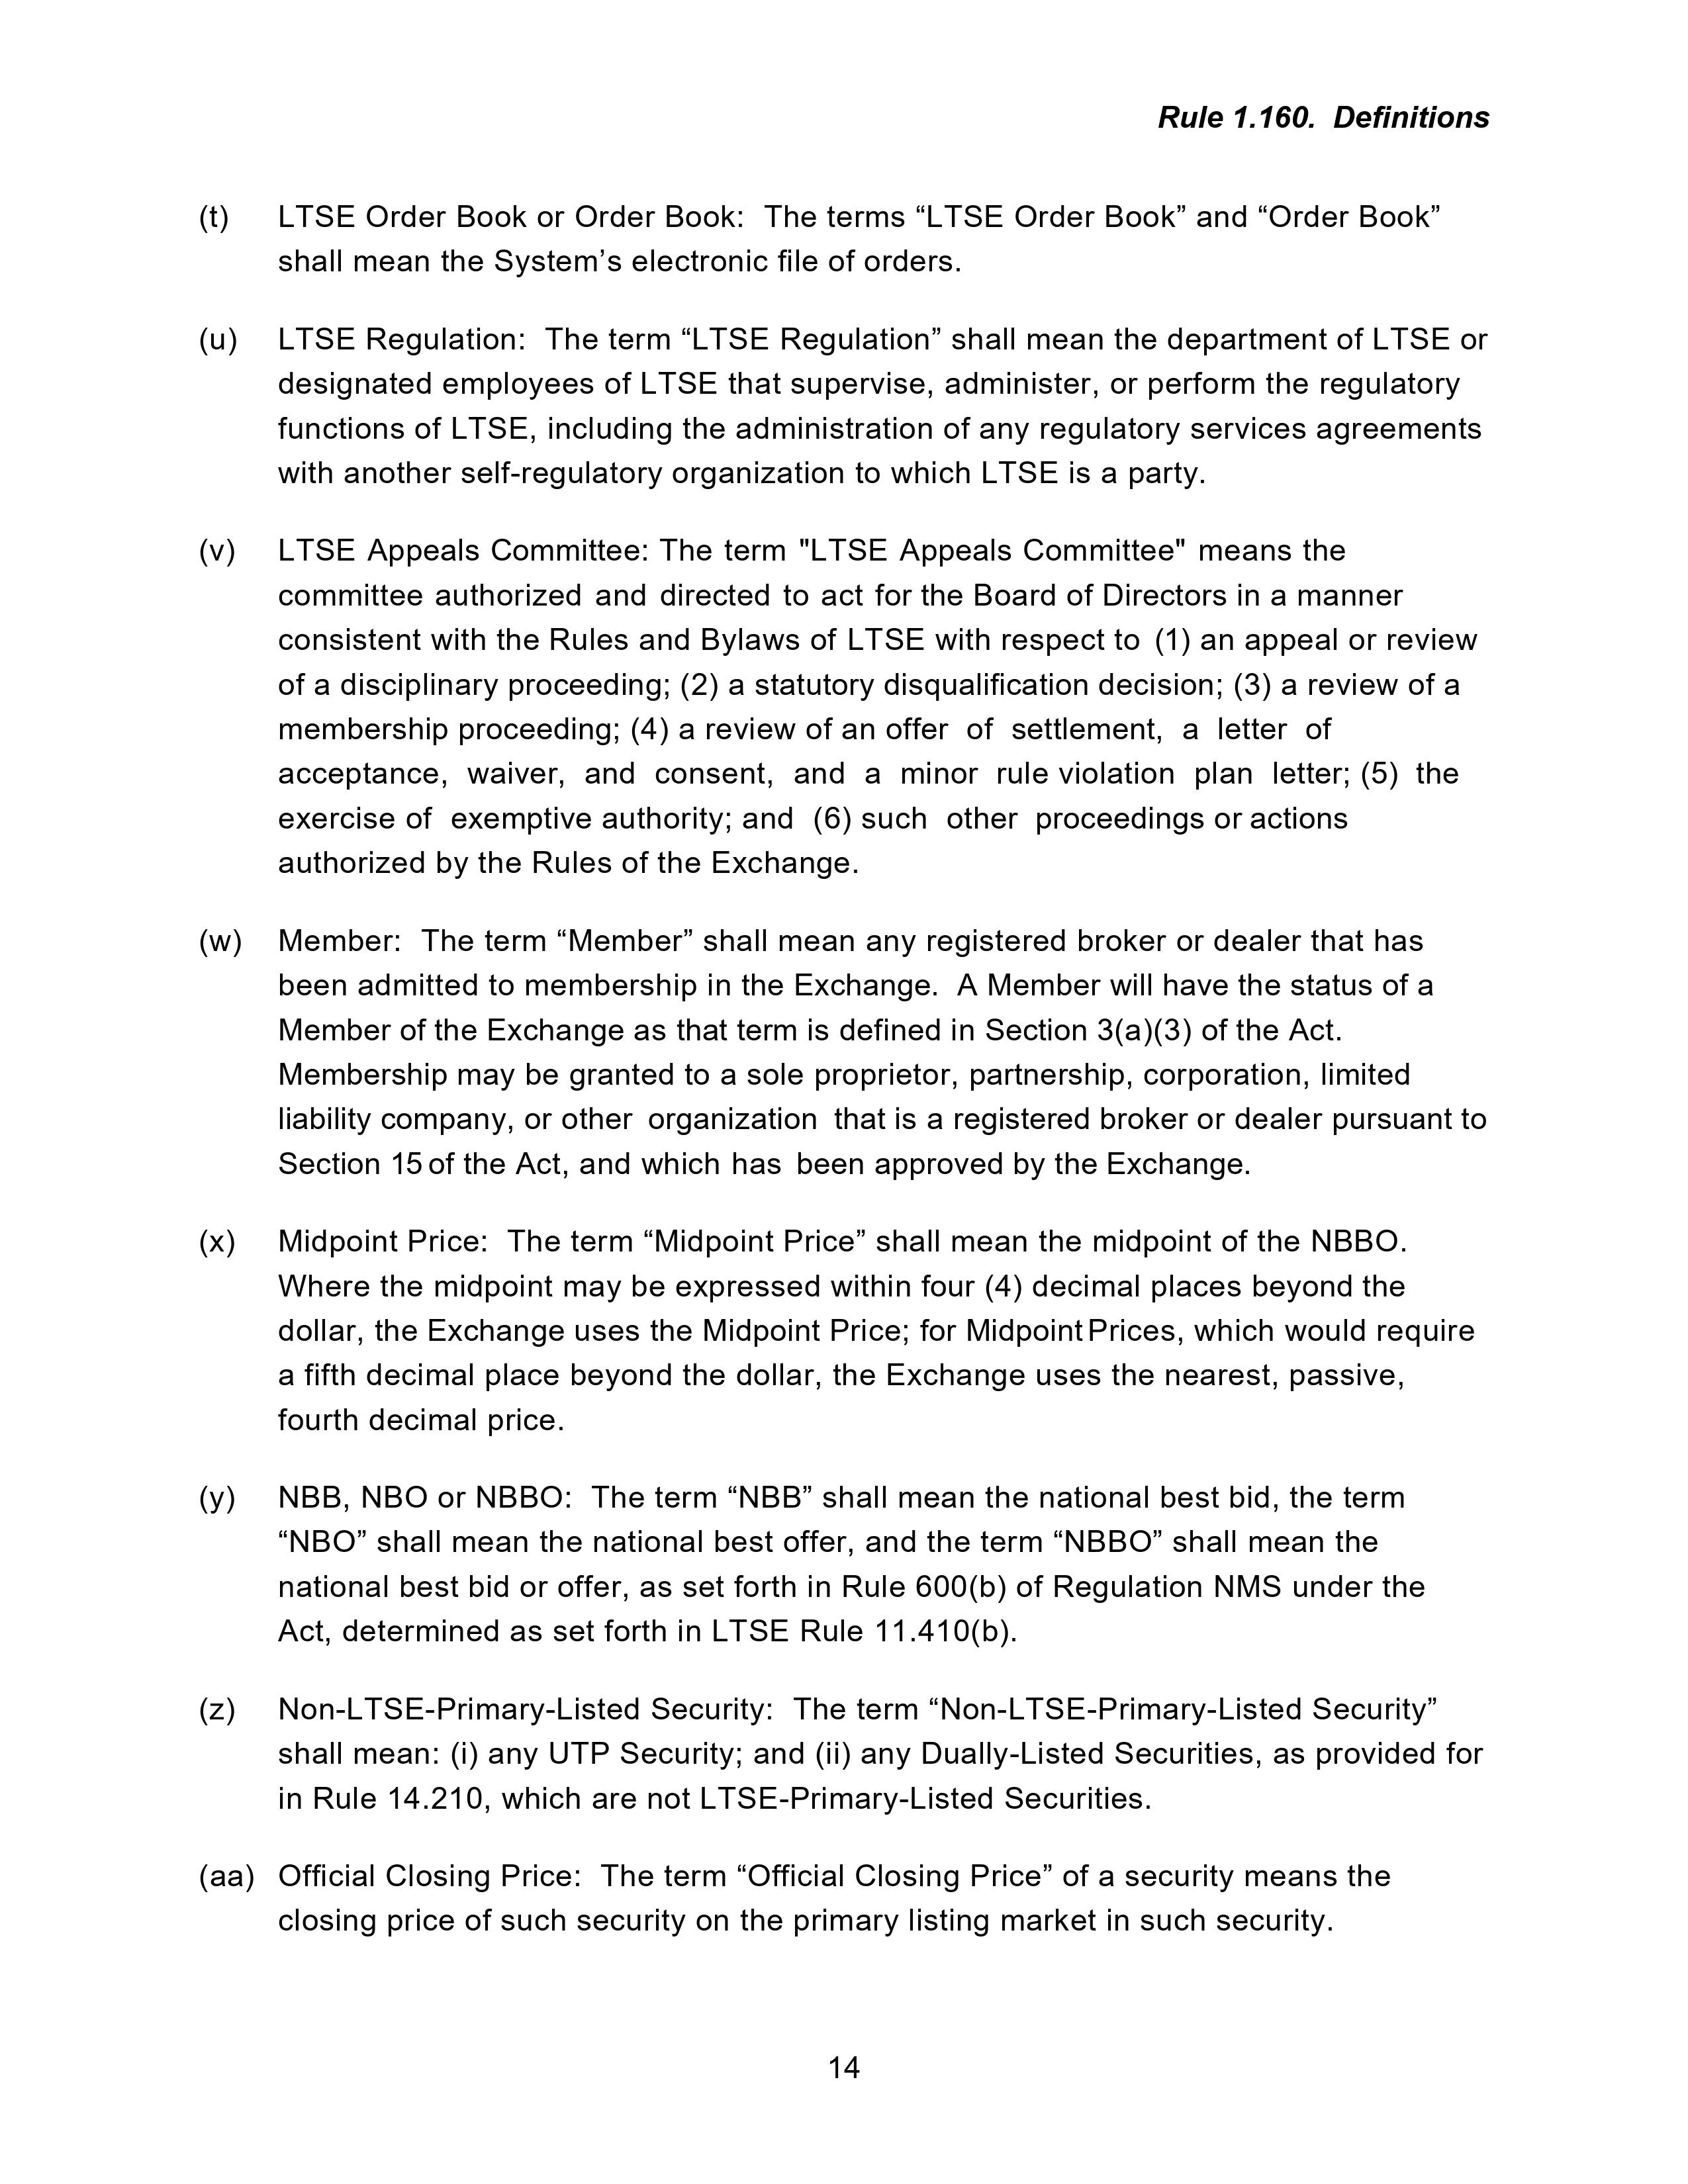 Rule 1.160. Definitions
(t) LTSE Order Book or Order Book: The terms “LTSE Order Book” and “Order Book”
shall mean the System’s electronic file of orders.
(u) LTSE Regulation: The term “LTSE Regulation” shall mean the department of LTSE or
designated employees of LTSE that supervise, administer, or perform the regulatory
functions of LTSE, including the administration of any regulatory services agreements
with another self-regulatory organization to which LTSE is a party.
(v) LTSE Appeals Committee: The term "LTSE Appeals Committee" means the
committee authorized and directed to act for the Board of Directors in a manner
consistent with the Rules and Bylaws of LTSE with respect to (1) an appeal or review
of a disciplinary proceeding; (2) a statutory disqualification decision; (3) a review of a
membership proceeding; (4) a review of an offer of settlement, a letter of
acceptance, waiver, and consent, and a minor rule violation plan letter; (5) the
exercise of exemptive authority; and (6) such other proceedings or actions
authorized by the Rules of the Exchange.
(w) Member: The term “Member” shall mean any registered broker or dealer that has
been admitted to membership in the Exchange. A Member will have the status of a
Member of the Exchange as that term is defined in Section 3(a)(3) of the Act.
Membership may be granted to a sole proprietor, partnership, corporation, limited
liability company, or other organization that is a registered broker or dealer pursuant to
Section 15 of the Act, and which has been approved by the Exchange.
(x) Midpoint Price: The term “Midpoint Price” shall mean the midpoint of the NBBO.
Where the midpoint may be expressed within four (4) decimal places beyond the
dollar, the Exchange uses the Midpoint Price; for Midpoint Prices, which would require
a fifth decimal place beyond the dollar, the Exchange uses the nearest, passive,
fourth decimal price.
(y) NBB, NBO or NBBO: The term “NBB” shall mean the national best bid, the term
“NBO” shall mean the national best offer, and the term “NBBO” shall mean the
national best bid or offer, as set forth in Rule 600(b) of Regulation NMS under the
Act, determined as set forth in LTSE Rule 11.410(b).
(z) Non-LTSE-Primary-Listed Security: The term “Non-LTSE-Primary-Listed Security”
shall mean: (i) any UTP Security; and (ii) any Dually-Listed Securities, as provided for
in Rule 14.210, which are not LTSE-Primary-Listed Securities.
(aa) Official Closing Price: The term “Official Closing Price” of a security means the
closing price of such security on the primary listing market in such security.
14